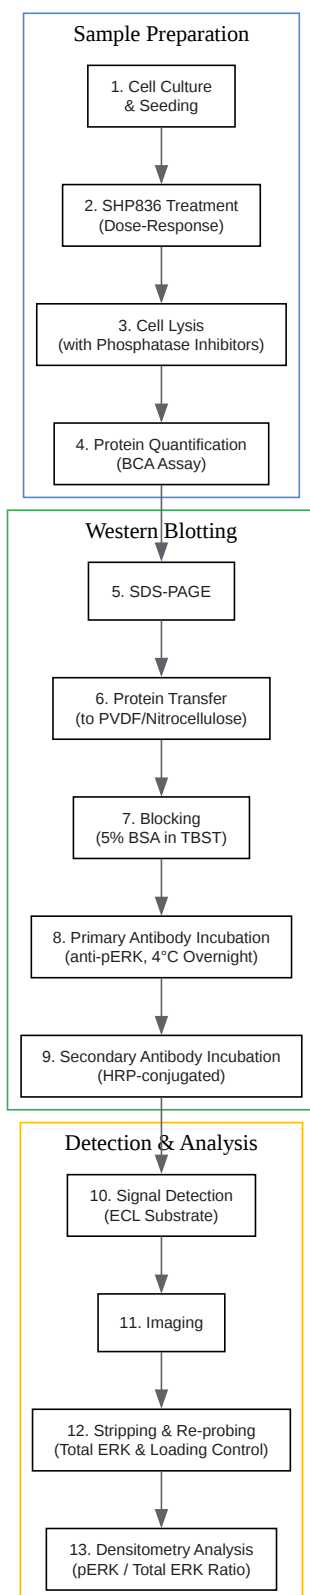 Sample Preparation
1. Cell Culture
& Seeding
2. SHP836 Treatment
(Dose-Response)
3. Cell Lysis
(with Phosphatase Inhibitors)
4. Protein Quantification
(BCA Assay)
Western Blotting
5. SDS-PAGE
6. Protein Transfer
(to PVDF/Nitrocellulose)
7. Blocking
(5% BSA in TBST)
8. Primary Antibody Incubation
(anti-pERK, 4°C Overnight)
9. Secondary Antibody Incubation
(HRP-conjugated)
Detection & Analysis
10. Signal Detection
(ECL Substrate)
11. Imaging
12. Stripping & Re-probing
(Total ERK & Loading Control)
13. Densitometry Analysis
(pERK / Total ERK Ratio)